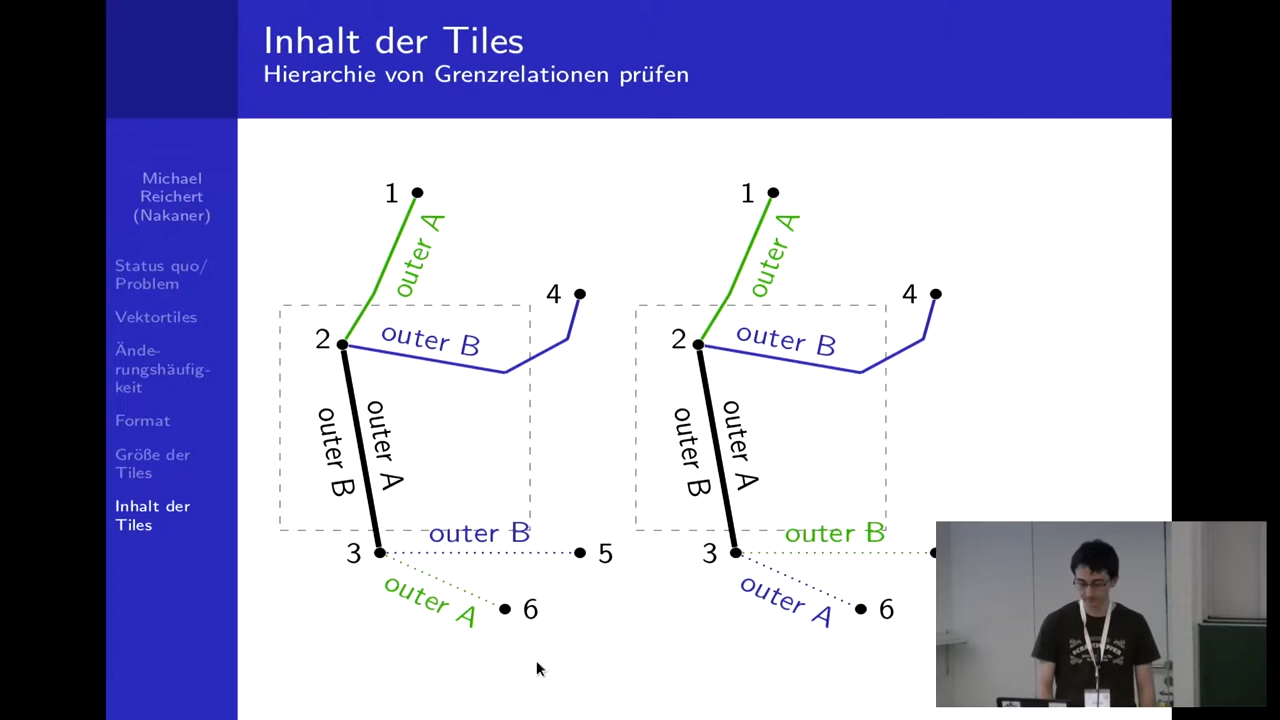 Inhalt der Tiles
Hierarchie von Grenzrelationen prüfen
Michael
Reichert
(Nakaner)
Status quo/
Problem
Vektortiles
Ände-
rungshäufig-
keit
Format
Größe der
Tiles
Inhalt der
Tiles
1
outer A
4
2
outer B
outer A
outer B
3
outer B
5
outer A
6
1
outer A
4
2
outer B
outer A
outer B
3
outer B
outer A
6